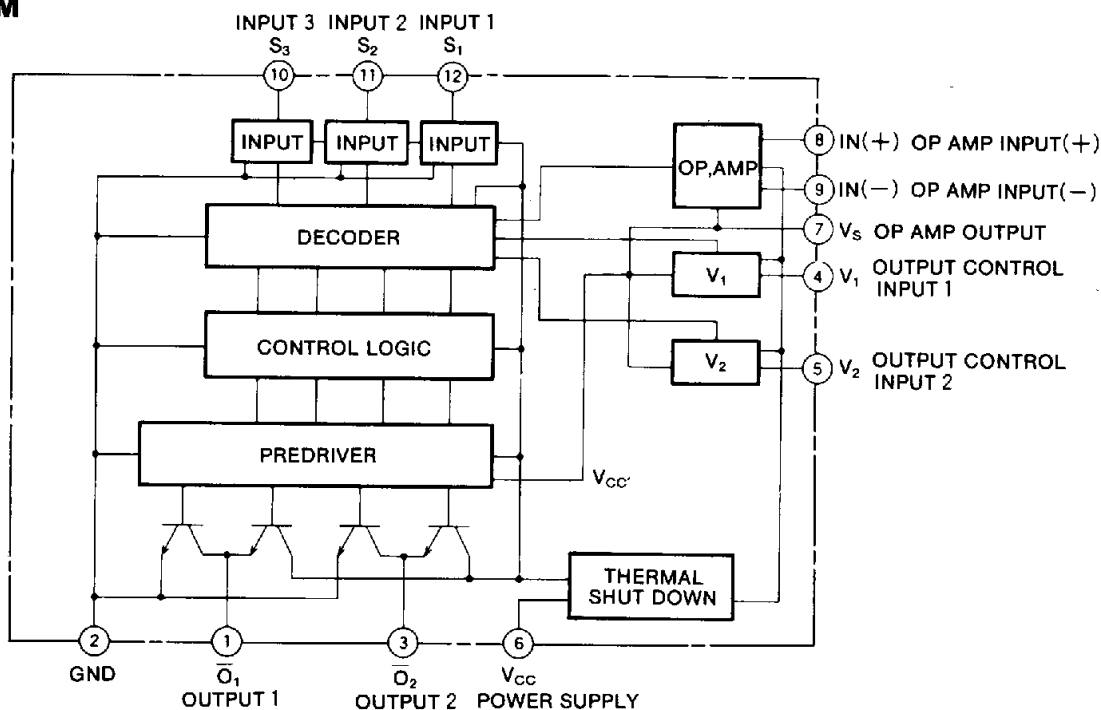 M
INPUT 3 INPUT 2 INPUT 1
S3 S2 S1
10 11 12
INPUT INPUT INPUT
OP,AMP
8 IN(+) OP AMP INPUT(+)
9 IN(−) OP AMP INPUT(−)
7 VS OP AMP OUTPUT
DECODER
V1
4 V1 OUTPUT CONTROL
INPUT 1
CONTROL LOGIC
V2
5 V2 OUTPUT CONTROL
INPUT 2
PREDRIVER
VCC'
THERMAL
SHUT DOWN
2 1 3 6
GND O̅1 O̅2 VCC
OUTPUT 1 OUTPUT 2 POWER SUPPLY